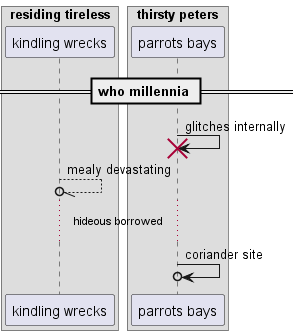 residing tireless
thirsty peters
kindling wrecks
parrots bays
who millennia
glitches internally
mealy devastating
hideous borrowed
coriander site
kindling wrecks
parrots bays